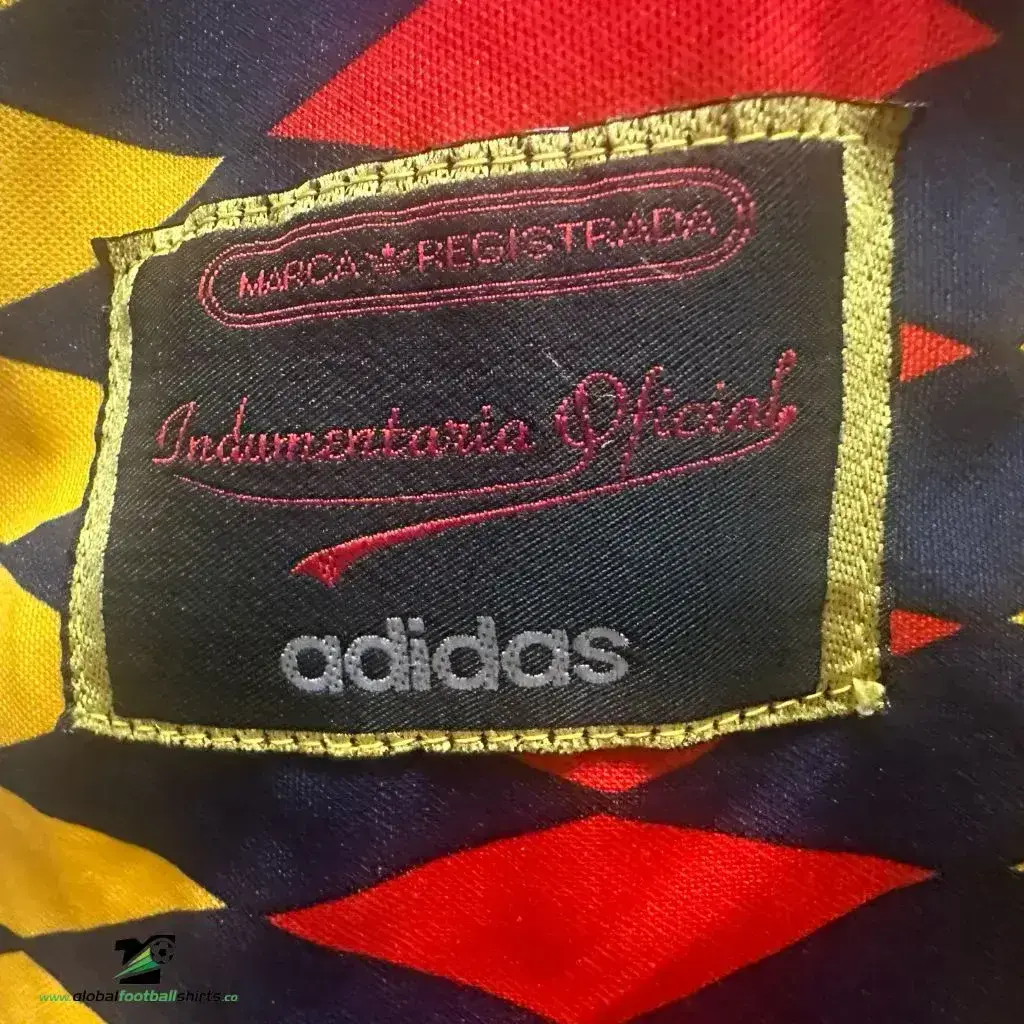 MARCA REGISTRADA
Indumentaria Oficial
adidas
www.globalfootballshirts.co